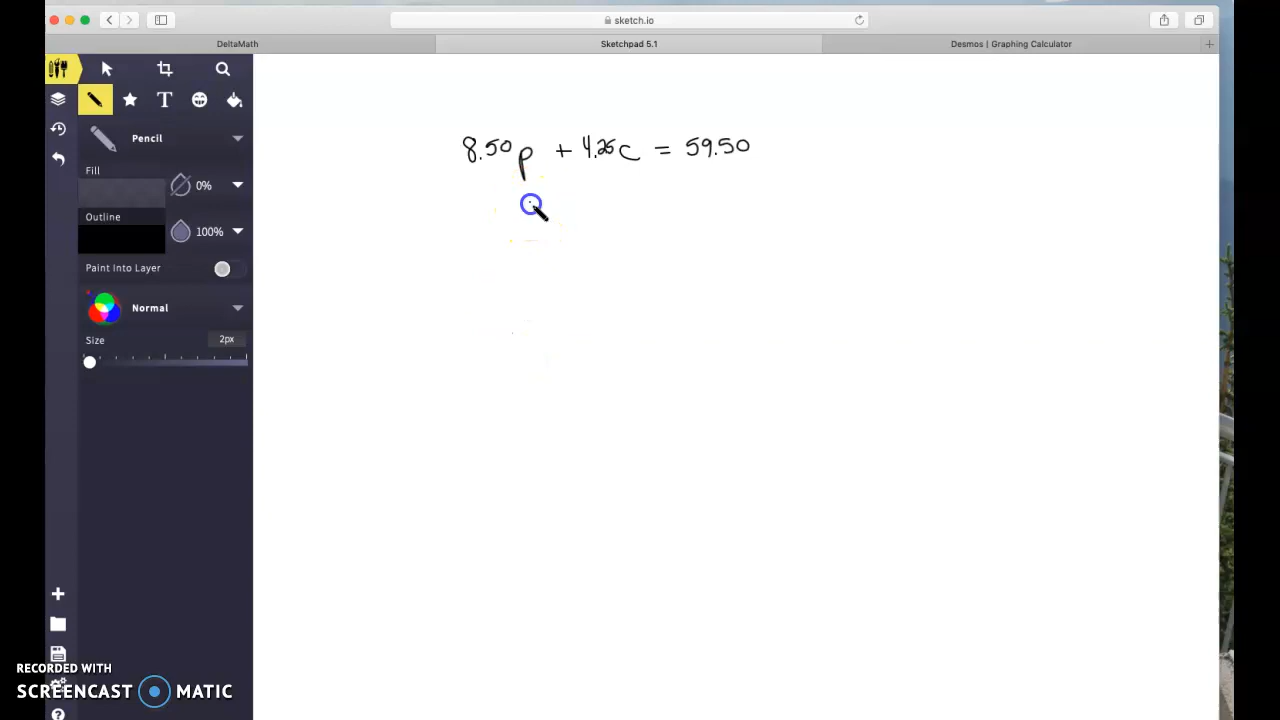 sketch.io
DeltaMath
Sketchpad 5.1
Desmos | Graphing Calculator
T
Pencil
Fill
0%
Outline
100%
Paint Into Layer
Normal
Size
2px
8.50p + 4.25c = 59.50
RECORDED WITH
SCREENCAST MATIC